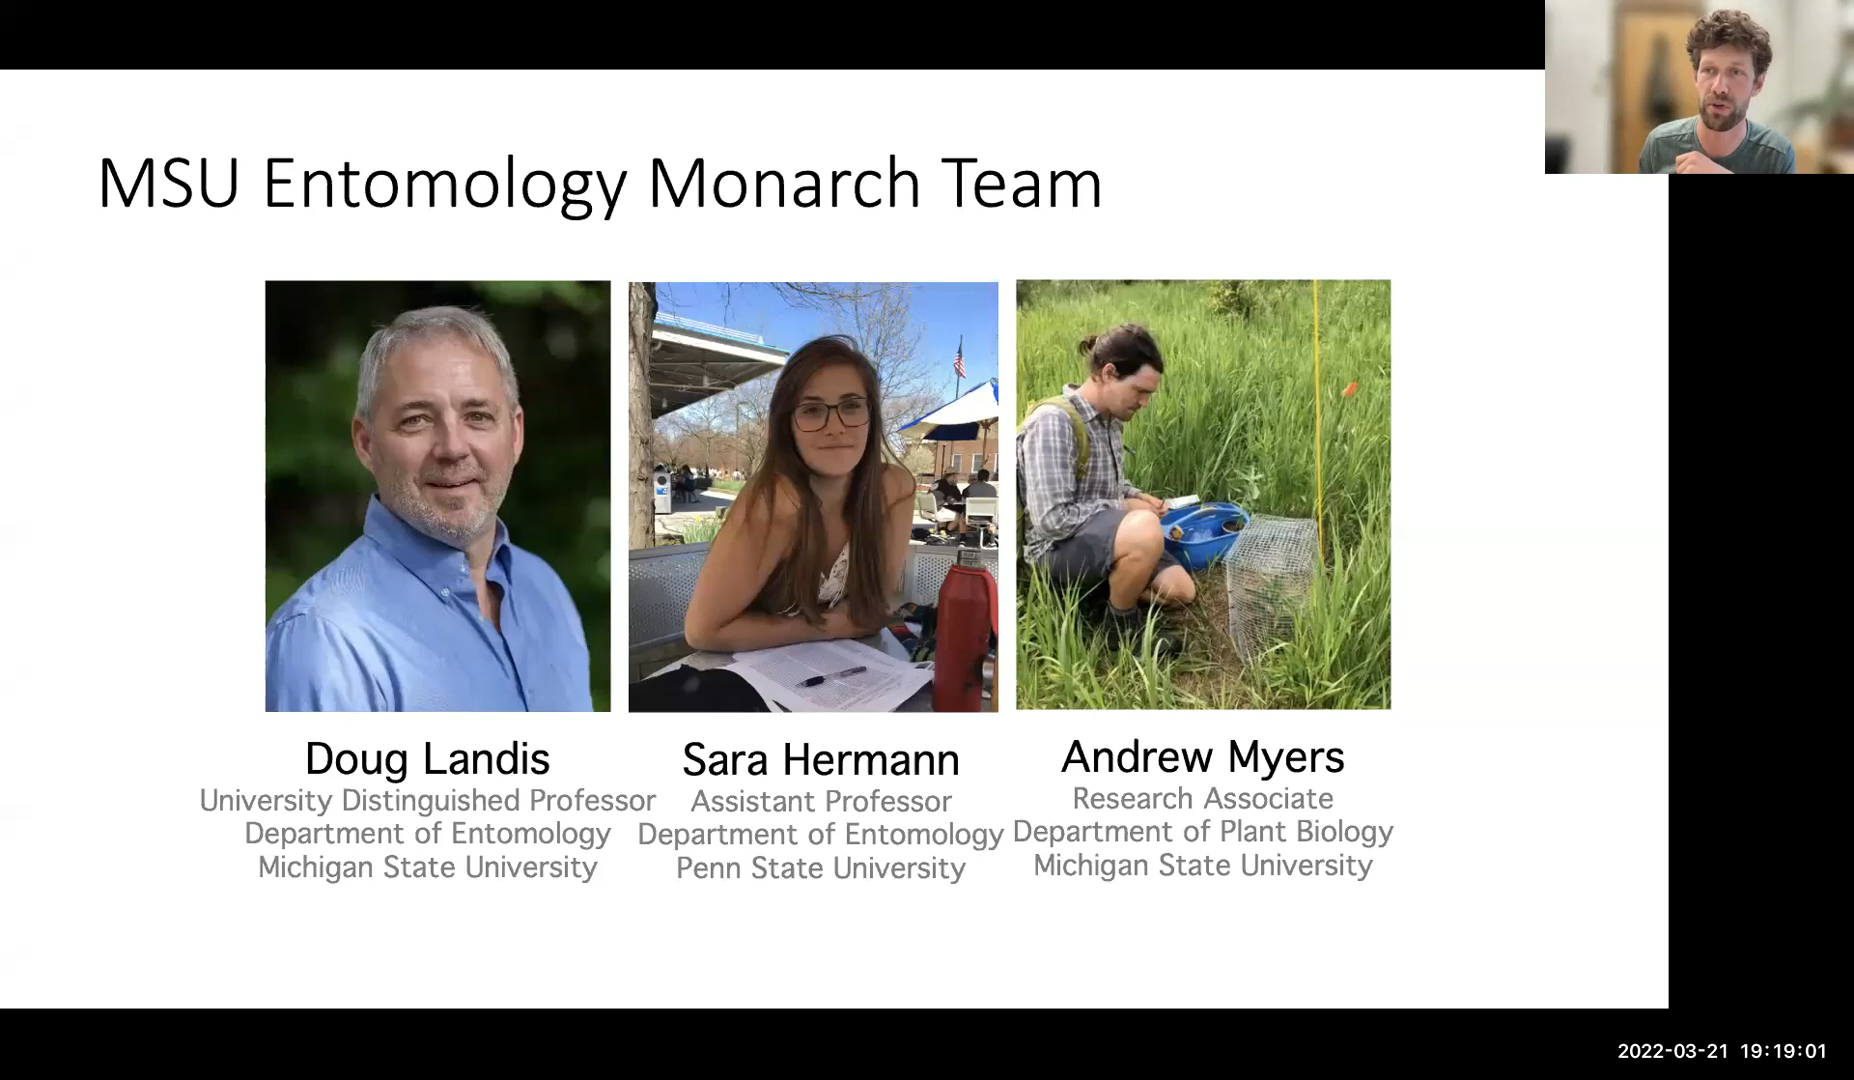 MSU Entomology Monarch Team
Doug Landis
University Distinguished Professor
Department of Entomology
Michigan State University
Sara Hermann
Assistant Professor
Department of Entomology
Penn State University
Andrew Myers
Research Associate
Department of Plant Biology
Michigan State University
2022-03-21 19:19:01